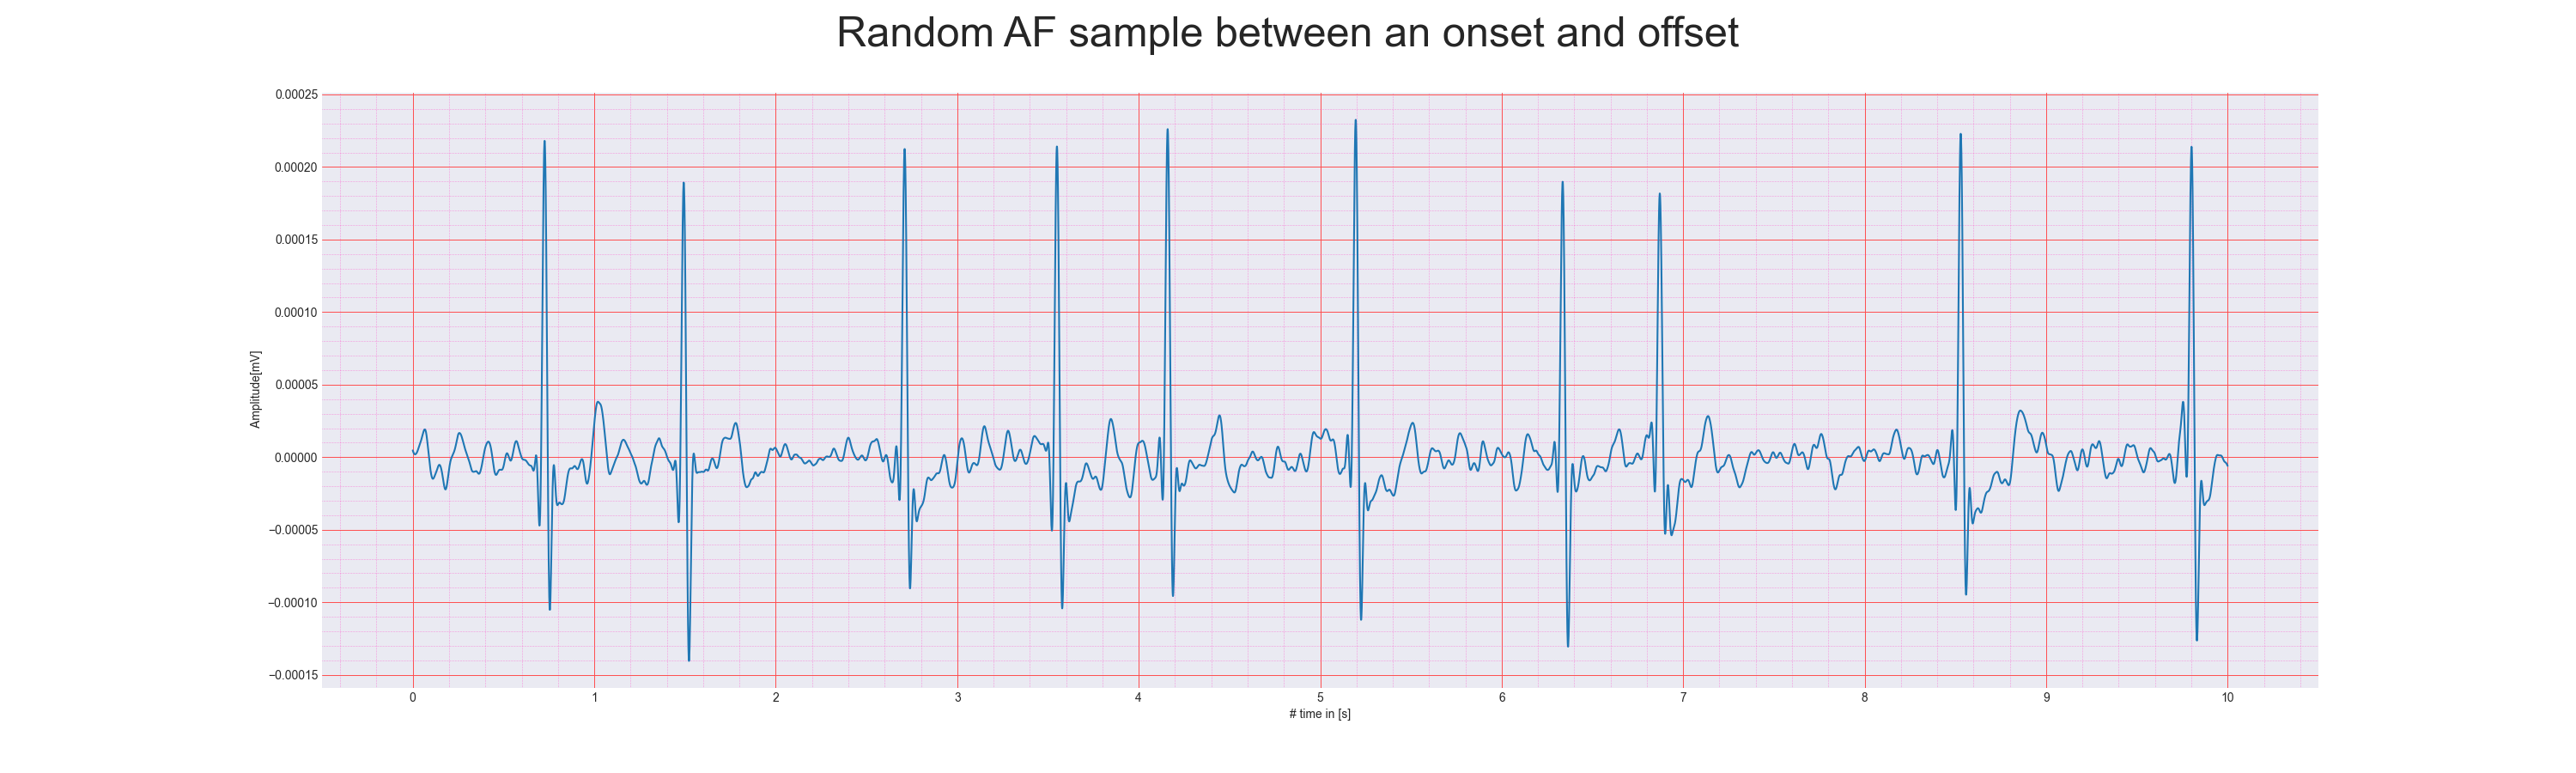 Random AF sample between an onset and offset
0.00025
0.00020
0.00015
0.00010
0.00005
0.00000
−0.00005
−0.00010
−0.00015
Amplitude[mV]
0 1 2 3 4 5 6 7 8 9 10
# time in [s]